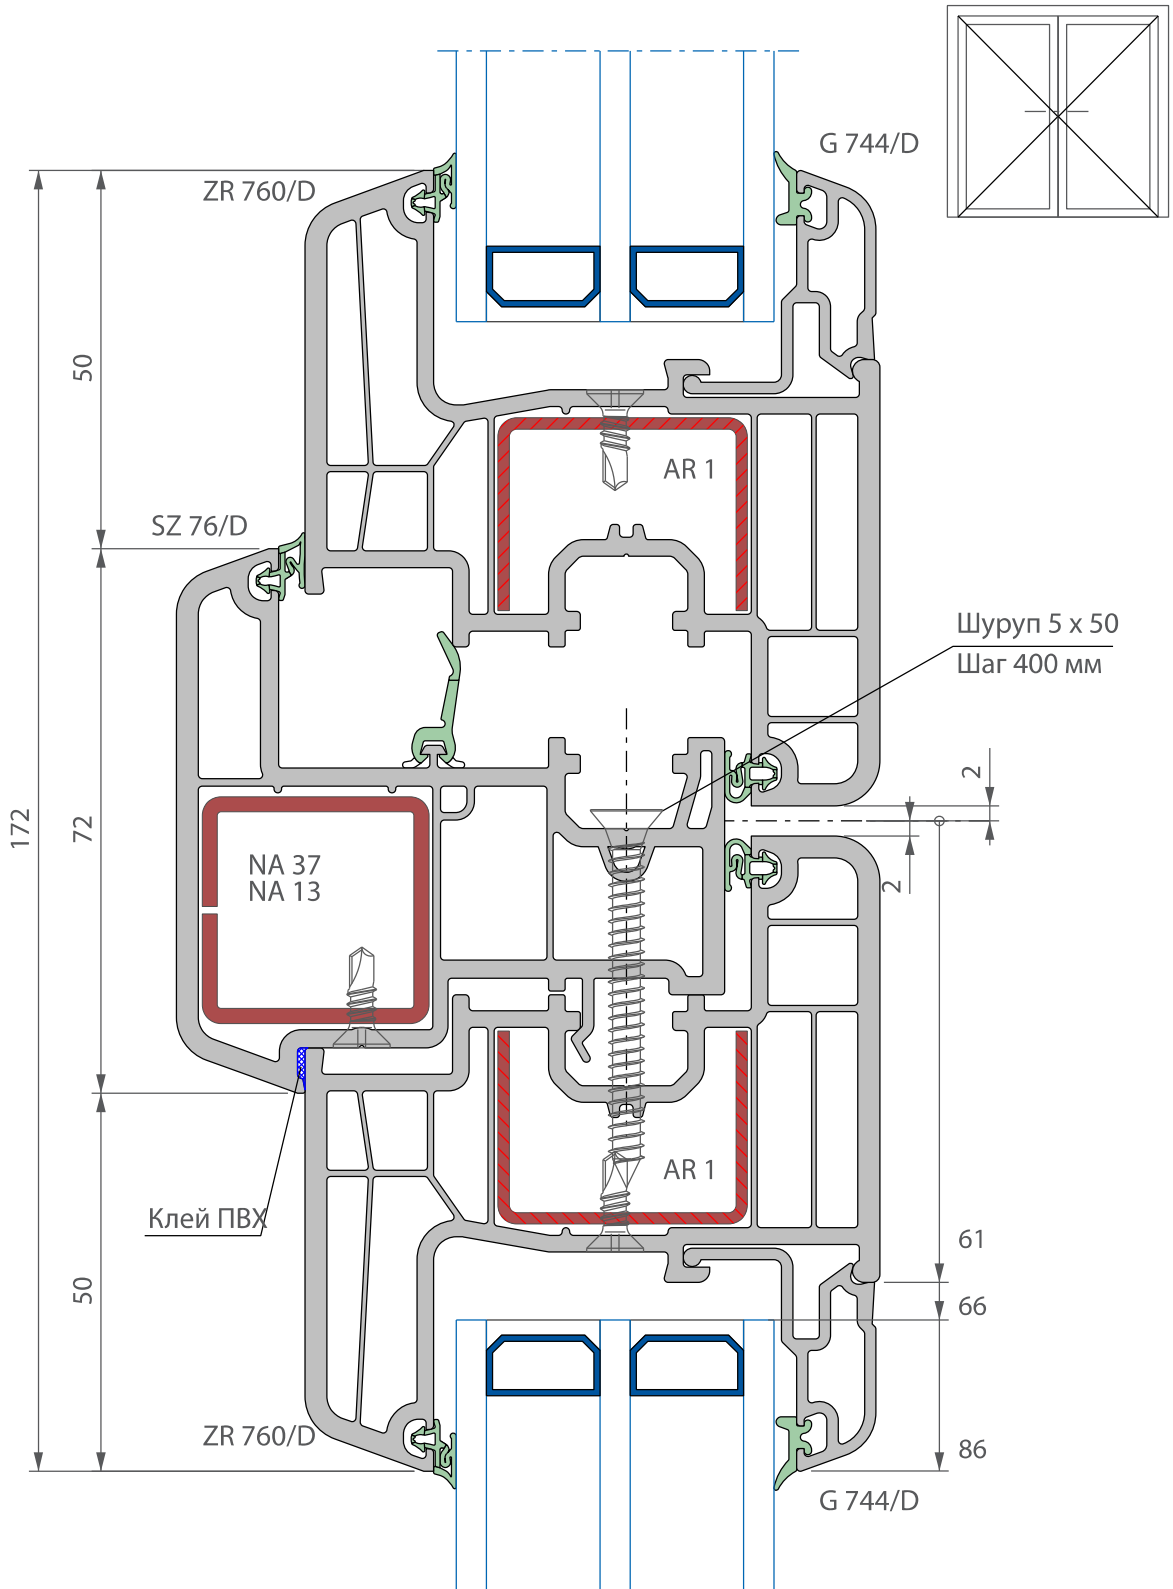 G 744/D
ZR 760/D
50
AR 1
SZ 76/D
Шуруп 5 x 50
Шаг 400 мм
2
172
72
NA 37
NA 13
2
AR 1
Клей ПВХ
61
50
66
ZR 760/D
86
G 744/D